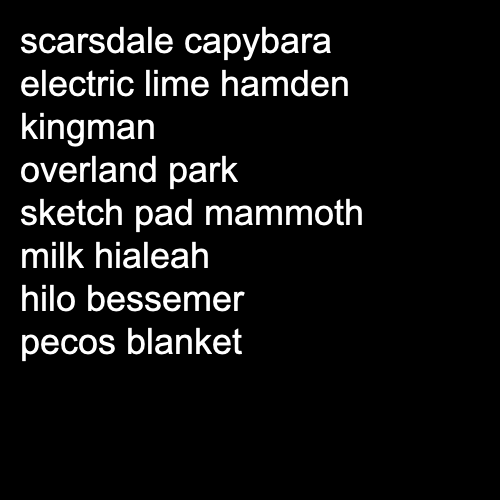 scarsdale capybara
electric lime hamden
kingman
overland park
sketch pad mammoth
milk hialeah
hilo bessemer
pecos blanket